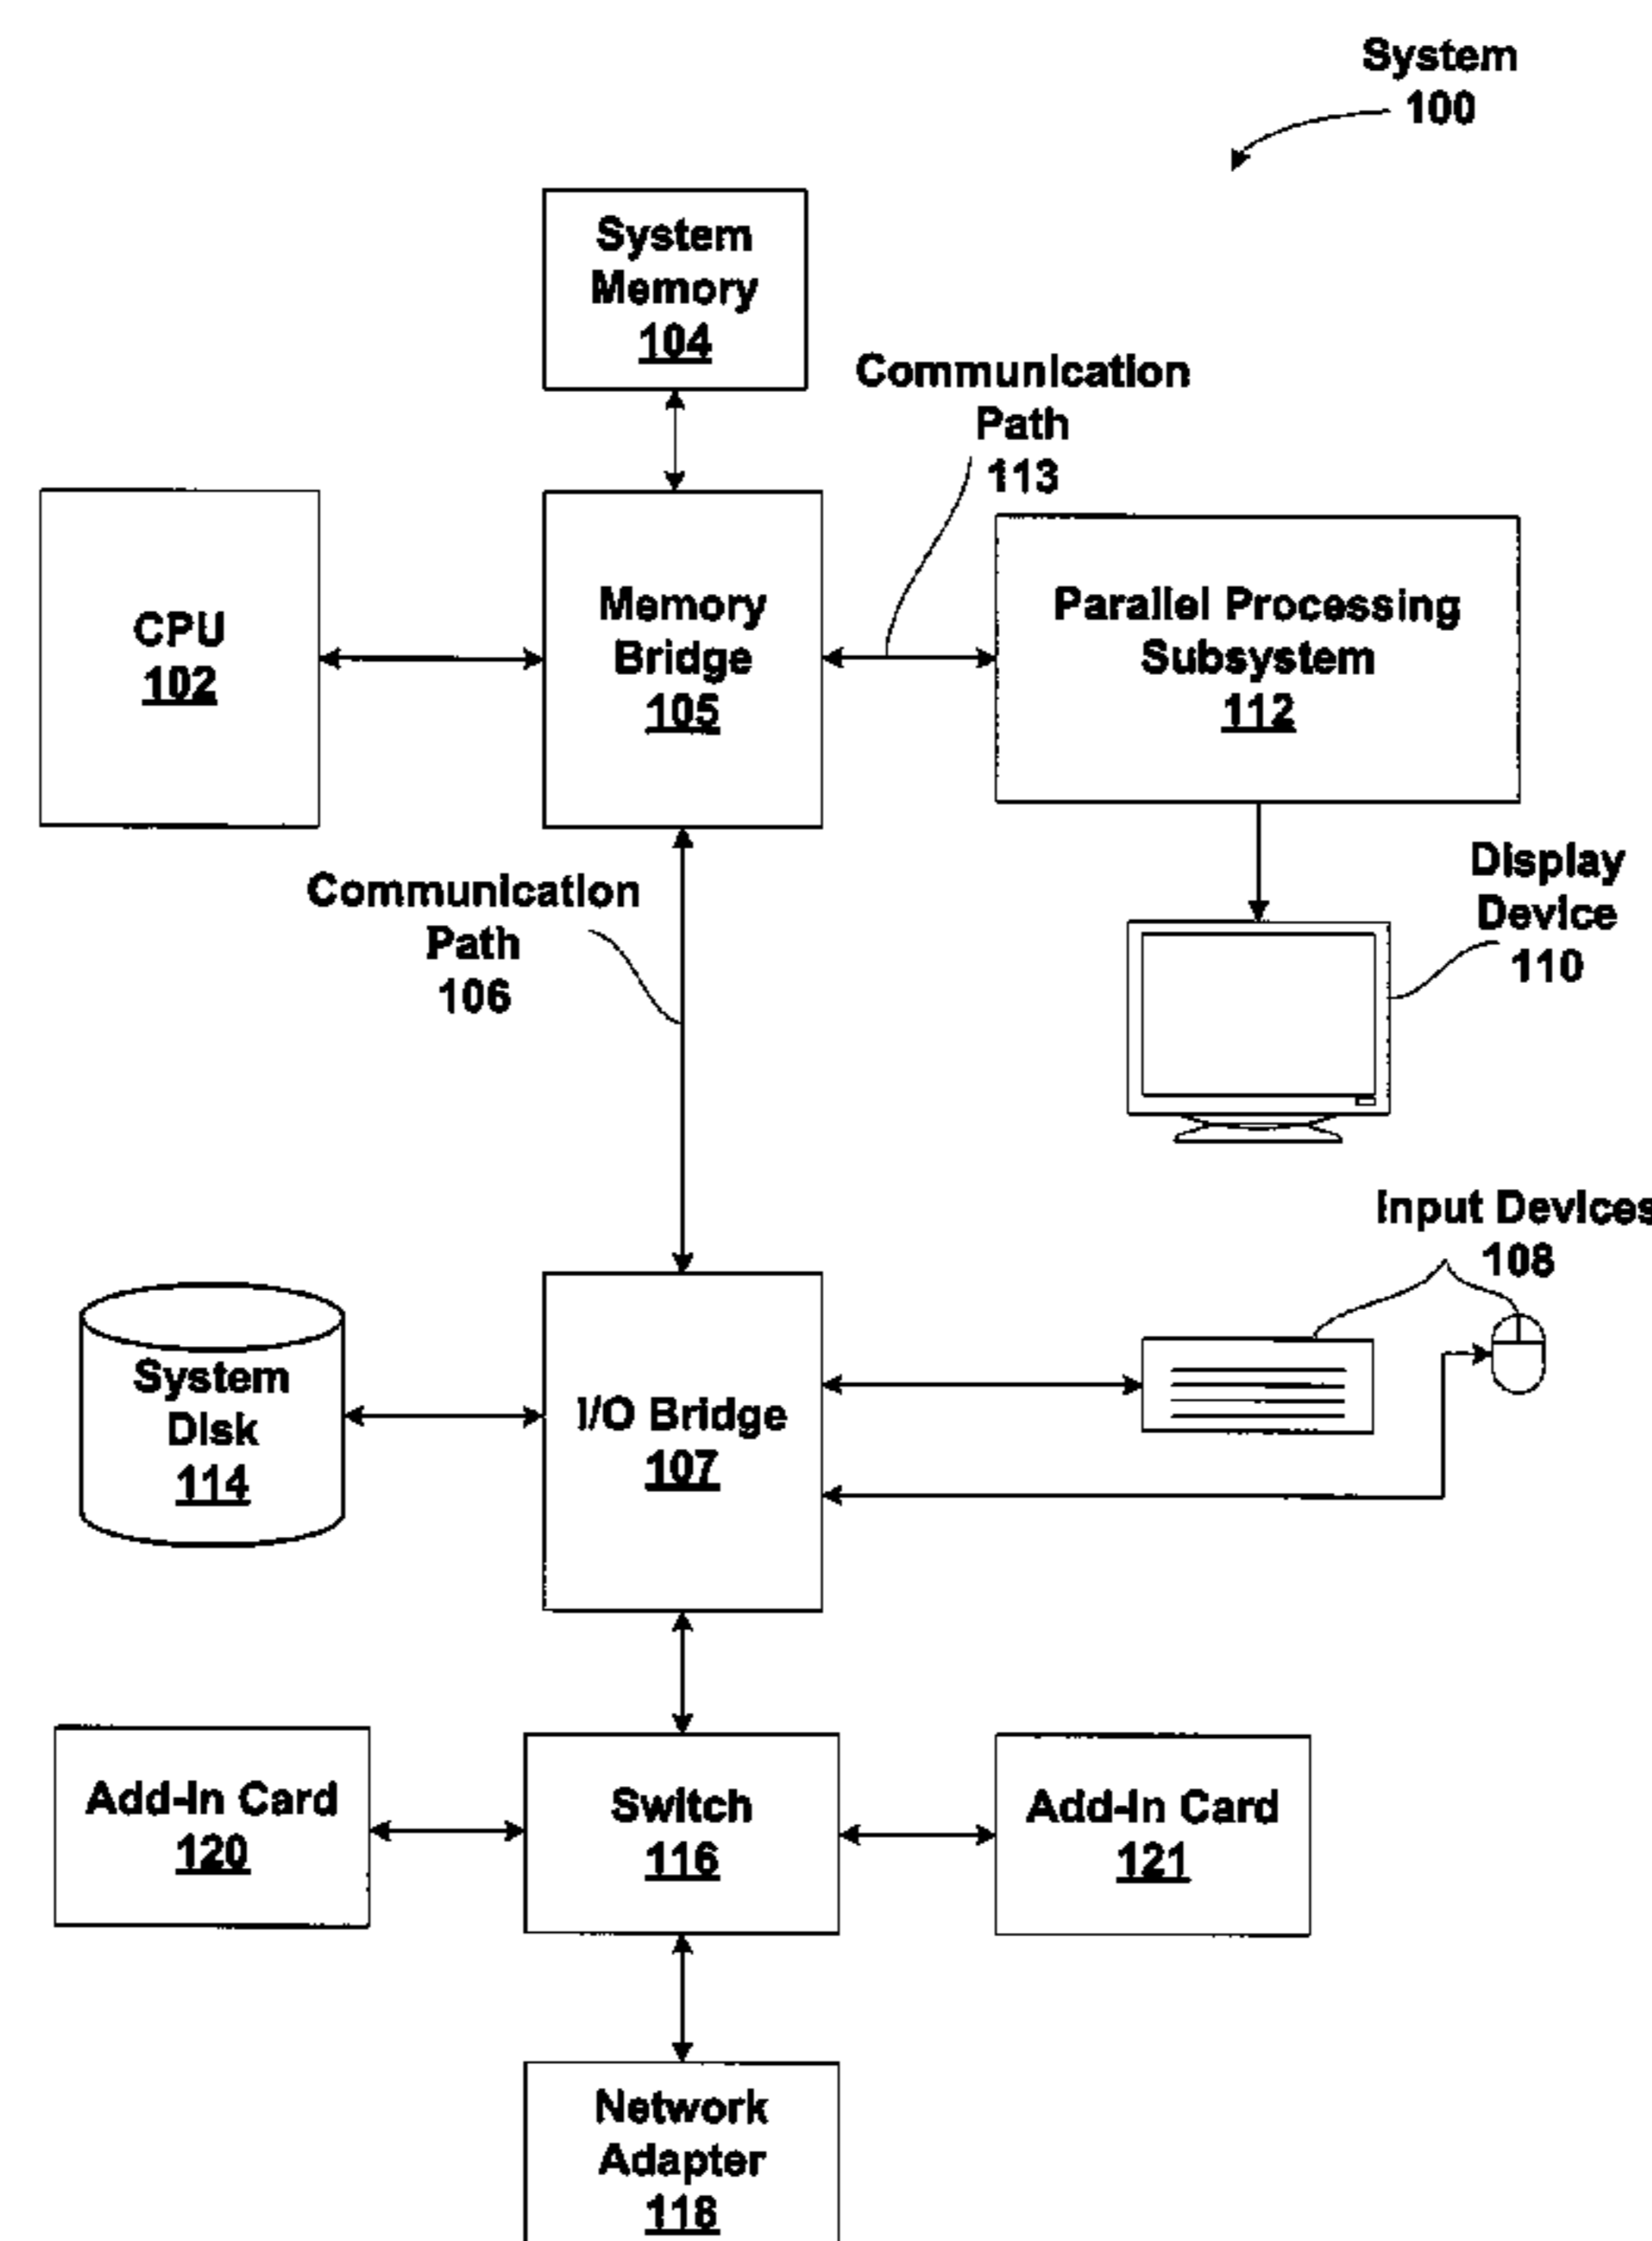 System
100
System
Memory
104
Communication
Path
113
CPU
102
Memory
Bridge
105
Parallel Processing
Subsystem
112
Communication
Path
106
Display
Device
110
Input Devices
108
System
Disk
114
I/O Bridge
107
Add-In Card
120
Switch
116
Add-In Card
121
Network
Adapter
118